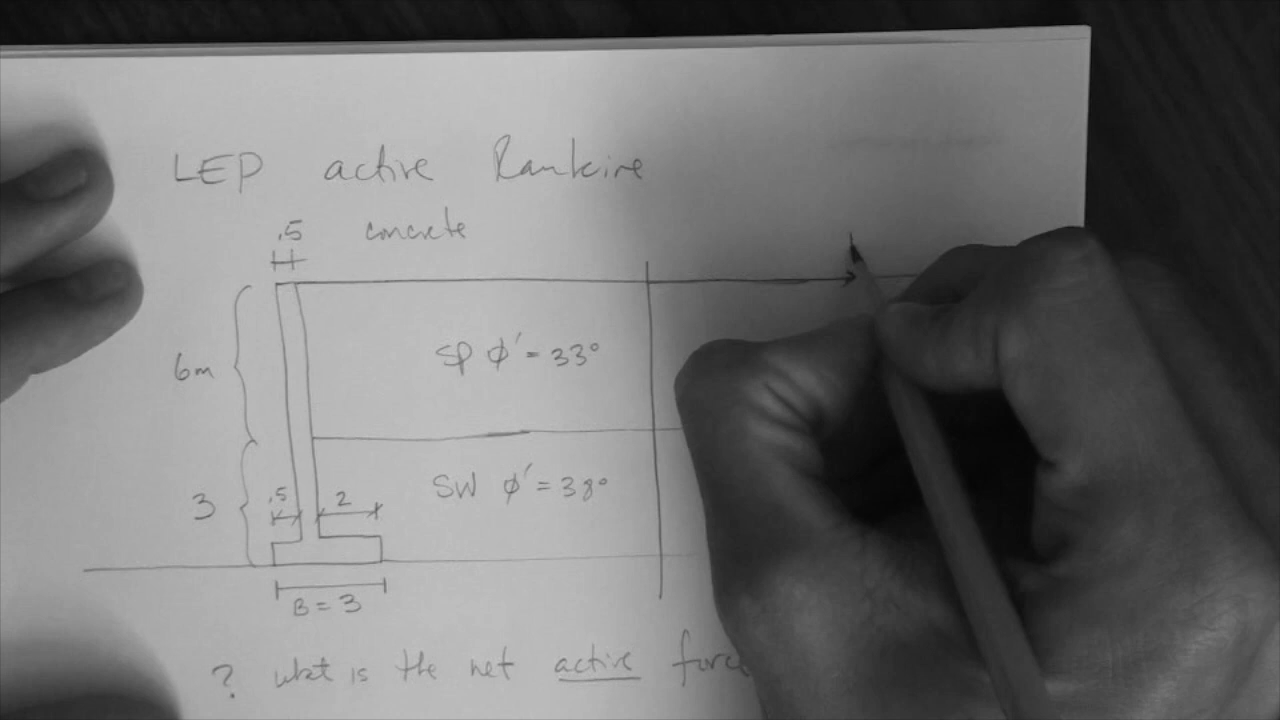 LEP active Rankine
.5 concrete
6m SP φ' = 33°
3 .5 2 SW φ' = 38°
B = 3
? what is the net active force